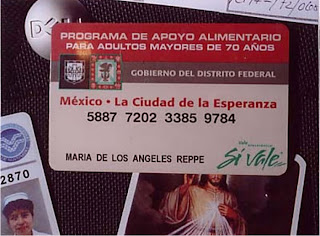 PROGRAMA DE APOYO ALIMENTARIO
PARA ADULTOS MAYORES DE 70 AÑOS
GOBIERNO DEL DISTRITO FEDERAL
México • La Ciudad de la Esperanza
5887 7202 3385 9784
MARIA DE LOS ANGELES REPPE
Vale
Sí Vale
2870